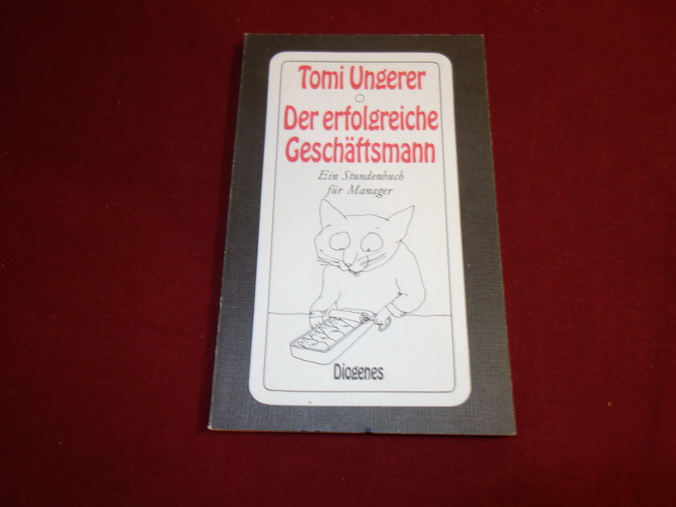 Tomi Ungerer
Der erfolgreiche
Geschäftsmann
Ein Stundenbuch
für Manager
Diogenes